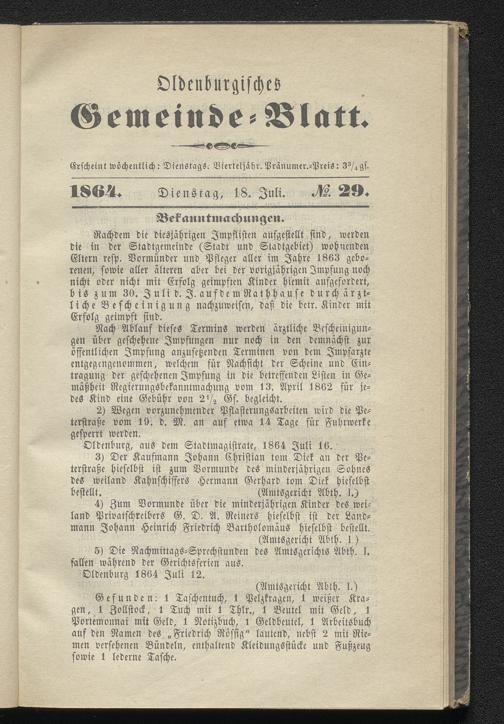 Oldenburgisches
Gemeinde-Blatt.
Erscheint wöchentlich: Dienstags. Vierteljähr. Pränumer.-Preis: 3¾ gſ.
1864. Dienstag, 18. Juli. № 29.
Bekanntmachungen.
Nachdem die diesjährigen Impflisten aufgestellt sind, werden
die in der Stadtgemeinde (Stadt und Stadtgebiet) wohnenden
Eltern resp. Vormünder und Pfleger aller im Jahre 1863 gebo-
renen, sowie aller älteren aber bei der vorigjährigen Impfung noch
nicht oder nicht mit Erfolg geimpften Kinder hiemit aufgefordert,
bis zum 30. Juli d. J. auf dem Rathhause durch ärzt-
liche Bescheinigung nachzuweisen, daß die betr. Kinder mit
Erfolg geimpft sind.
Nach Ablauf dieses Termins werden ärztliche Bescheinigun-
gen über geschehene Impfungen nur noch in den demnächst zur
öffentlichen Impfung anzusetzenden Terminen von dem Impfarzte
entgegengenommen, welchem für Nachsicht der Scheine und Ein-
tragung der geschehenen Impfung in die betreffenden Listen in Ge-
mäßheit Regierungsbekanntmachung vom 13. April 1862 für je-
des Kind eine Gebühr von 2½ Gſ. begleicht.
2) Wegen vorzunehmender Pflasterungsarbeiten wird die Pe-
terstraße vom 19. d. M. an auf etwa 14 Tage für Fuhrwerke
gesperrt werden.
Oldenburg, aus dem Stadtmagistrate, 1864 Juli 16.
3) Der Kaufmann Johann Christian tom Dieck an der Pe-
terstraße hieselbst ist zum Vormunde des minderjährigen Sohnes
des weiland Kahnschiffers Hermann Gerhard tom Dieck hieselbst
bestellt. (Amtsgericht Abth. I.)
4) Zum Vormunde über die minderjährigen Kinder des wei-
land Privatschreibers G. D. A. Reiners hieselbst ist der Land-
mann Johann Heinrich Friedrich Bartholomäus hieselbst bestellt.
(Amtsgericht Abth. I.)
5) Die Nachmittags-Sprechstunden des Amtsgerichts Abth. I.
fallen während der Gerichtsferien aus.
Oldenburg 1864 Juli 12.
(Amtsgericht Abth. I.)
Gefunden: 1 Taschentuch, 1 Pelzkragen, 1 weißer Kra-
gen, 1 Zollstock, 1 Tuch mit 1 Thlr., 1 Beutel mit Geld, 1
Portemonnai mit Geld, 1 Notizbuch, 1 Geldbeutel, 1 Arbeitsbuch
auf den Namen des „Friedrich Rössig" lautend, nebst 2 mit Rie-
men versehenen Bündeln, enthaltend Kleidungsstücke und Fußzeug
sowie 1 lederne Tasche.